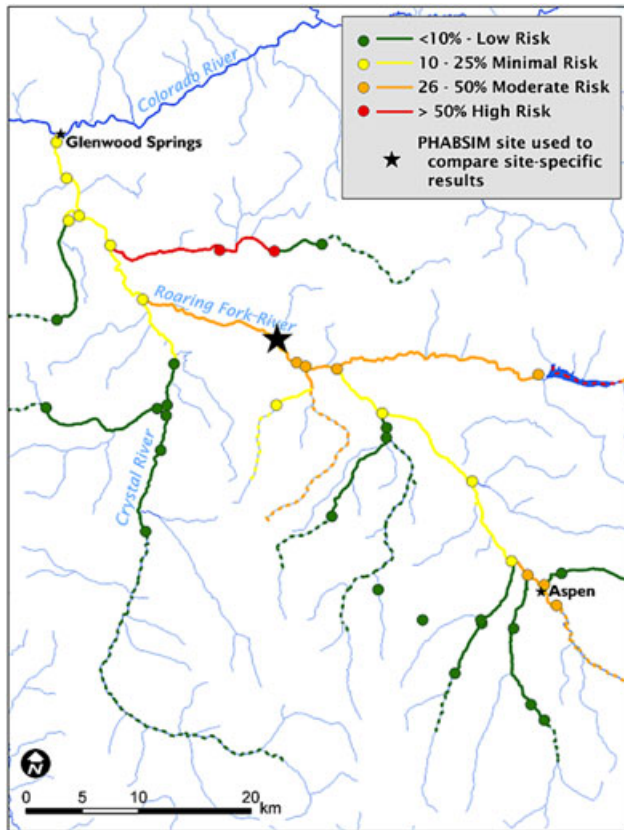 <10% - Low Risk
10 - 25% Minimal Risk
26 - 50% Moderate Risk
> 50% High Risk
PHABSIM site used to
compare site-specific
results
Colorado River
Glenwood Springs
Roaring Fork River
Crystal River
Aspen
N
0 5 10 20
km